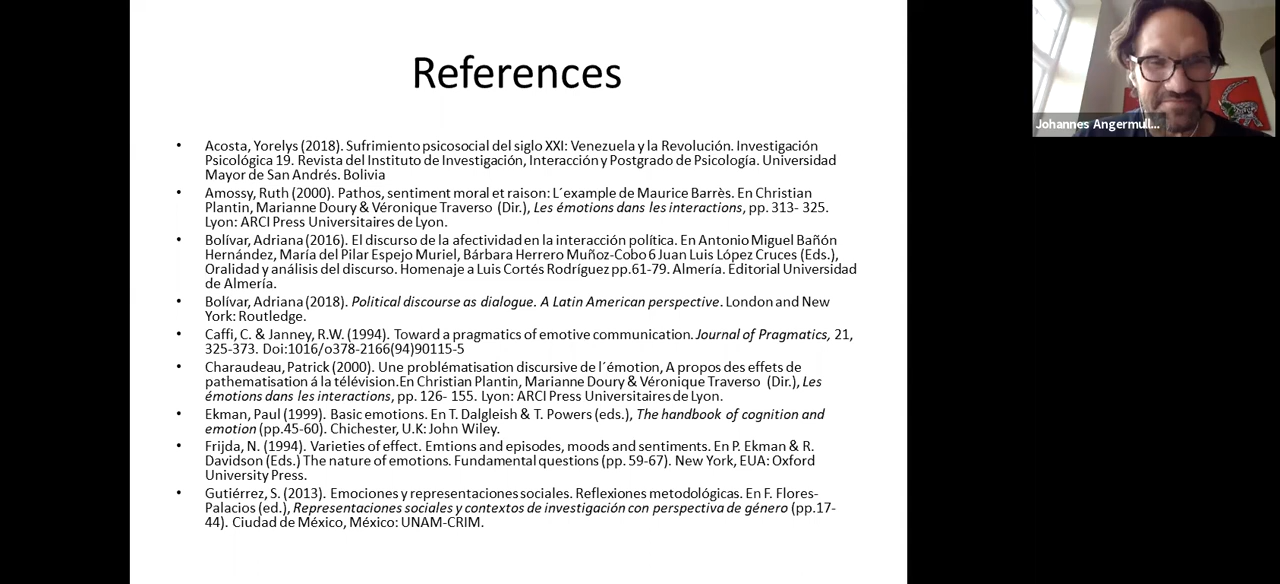 References
• Acosta, Yorelys (2018). Sufrimiento psicosocial del siglo XXI: Venezuela y la Revolución. Investigación
Psicológica 19. Revista del Instituto de Investigación, Interacción y Postgrado de Psicología. Universidad
Mayor de San Andrés. Bolivia
• Amossy, Ruth (2000). Pathos, sentiment moral et raison: L´example de Maurice Barrès. En Christian
Plantin, Marianne Doury & Véronique Traverso (Dir.), Les émotions dans les interactions, pp. 313- 325.
Lyon: ARCI Press Universitaires de Lyon.
• Bolívar, Adriana (2016). El discurso de la afectividad en la interacción política. En Antonio Miguel Bañón
Hernández, María del Pilar Espejo Muriel, Bárbara Herrero Muñoz-Cobo 6 Juan Luis López Cruces (Eds.),
Oralidad y análisis del discurso. Homenaje a Luis Cortés Rodríguez pp.61-79. Almería. Editorial Universidad
de Almería.
• Bolívar, Adriana (2018). Political discourse as dialogue. A Latin American perspective. London and New
York: Routledge.
• Caffi, C. & Janney, R.W. (1994). Toward a pragmatics of emotive communication. Journal of Pragmatics, 21,
325-373. Doi:1016/o378-2166(94)90115-5
• Charaudeau, Patrick (2000). Une problématisation discursive de l´émotion, A propos des effets de
pathematisation á la télévision.En Christian Plantin, Marianne Doury & Véronique Traverso (Dir.), Les
émotions dans les interactions, pp. 126- 155. Lyon: ARCI Press Universitaires de Lyon.
• Ekman, Paul (1999). Basic emotions. En T. Dalgleish & T. Powers (eds.), The handbook of cognition and
emotion (pp.45-60). Chichester, U.K: John Wiley.
• Frijda, N. (1994). Varieties of effect. Emtions and episodes, moods and sentiments. En P. Ekman & R.
Davidson (Eds.) The nature of emotions. Fundamental questions (pp. 59-67). New York, EUA: Oxford
University Press.
• Gutiérrez, S. (2013). Emociones y representaciones sociales. Reflexiones metodológicas. En F. Flores-
Palacios (ed.), Representaciones sociales y contextos de investigación con perspectiva de género (pp.17-
44). Ciudad de México, México: UNAM-CRIM.
Johannes Angermull...